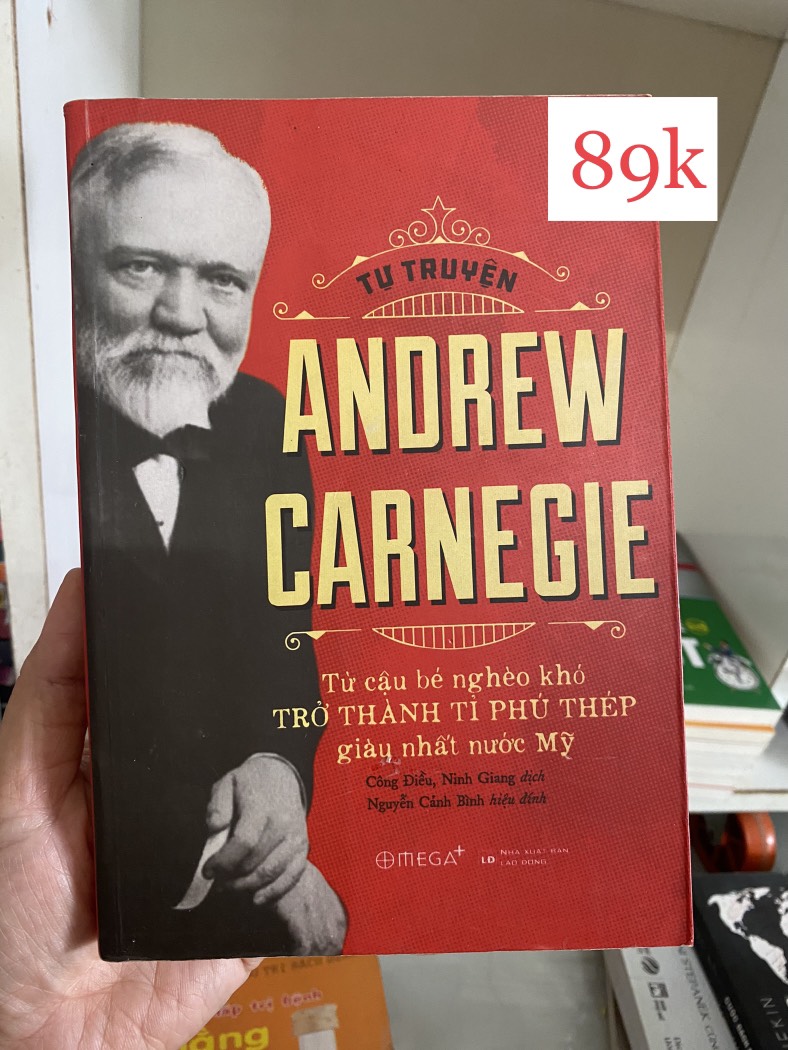 89k
TỰ TRUYỆN
ANDREW
CARNEGIE
Từ cậu bé nghèo khó
TRỞ THÀNH TỈ PHÚ THÉP
giàu nhất nước Mỹ
Công Điều, Ninh Giang dịch
Nguyễn Cảnh Bình hiệu đính
OMEGA+
LĐ NHÀ XUẤT BẢN
LAO ĐỘNG